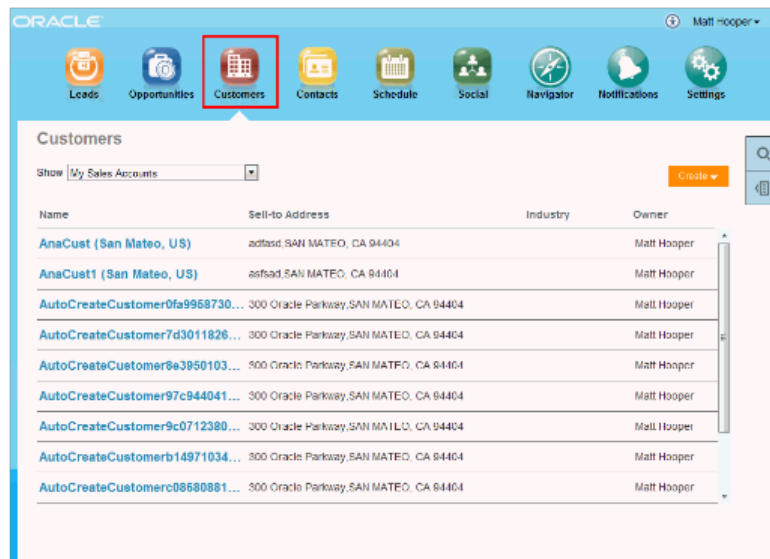 ORACLE
Matt Hooper
Leads Opportunities Customers Contacts Schedule Social Navigator Notifications Settings
Customers
Show My Sales Accounts
Create
Name Sell-to Address Industry Owner
AnaCust (San Mateo, US) adfasd,SAN MATEO, CA 94404 Matt Hooper
AnaCust1 (San Mateo, US) asfsad,SAN MATEO, CA 94404 Matt Hooper
AutoCreateCustomer0fa9958730... 300 Oracle Parkway,SAN MATEO, CA 94404 Matt Hooper
AutoCreateCustomer7d3011826... 300 Oracle Parkway,SAN MATEO, CA 94404 Matt Hooper
AutoCreateCustomer8e3950103... 300 Oracle Parkway,SAN MATEO, CA 94404 Matt Hooper
AutoCreateCustomer97c944041... 300 Oracle Parkway,SAN MATEO, CA 94404 Matt Hooper
AutoCreateCustomer9c0712380... 300 Oracle Parkway,SAN MATEO, CA 94404 Matt Hooper
AutoCreateCustomerb14971034... 300 Oracle Parkway,SAN MATEO, CA 94404 Matt Hooper
AutoCreateCustomerc08680881... 300 Oracle Parkway,SAN MATEO, CA 94404 Matt Hooper